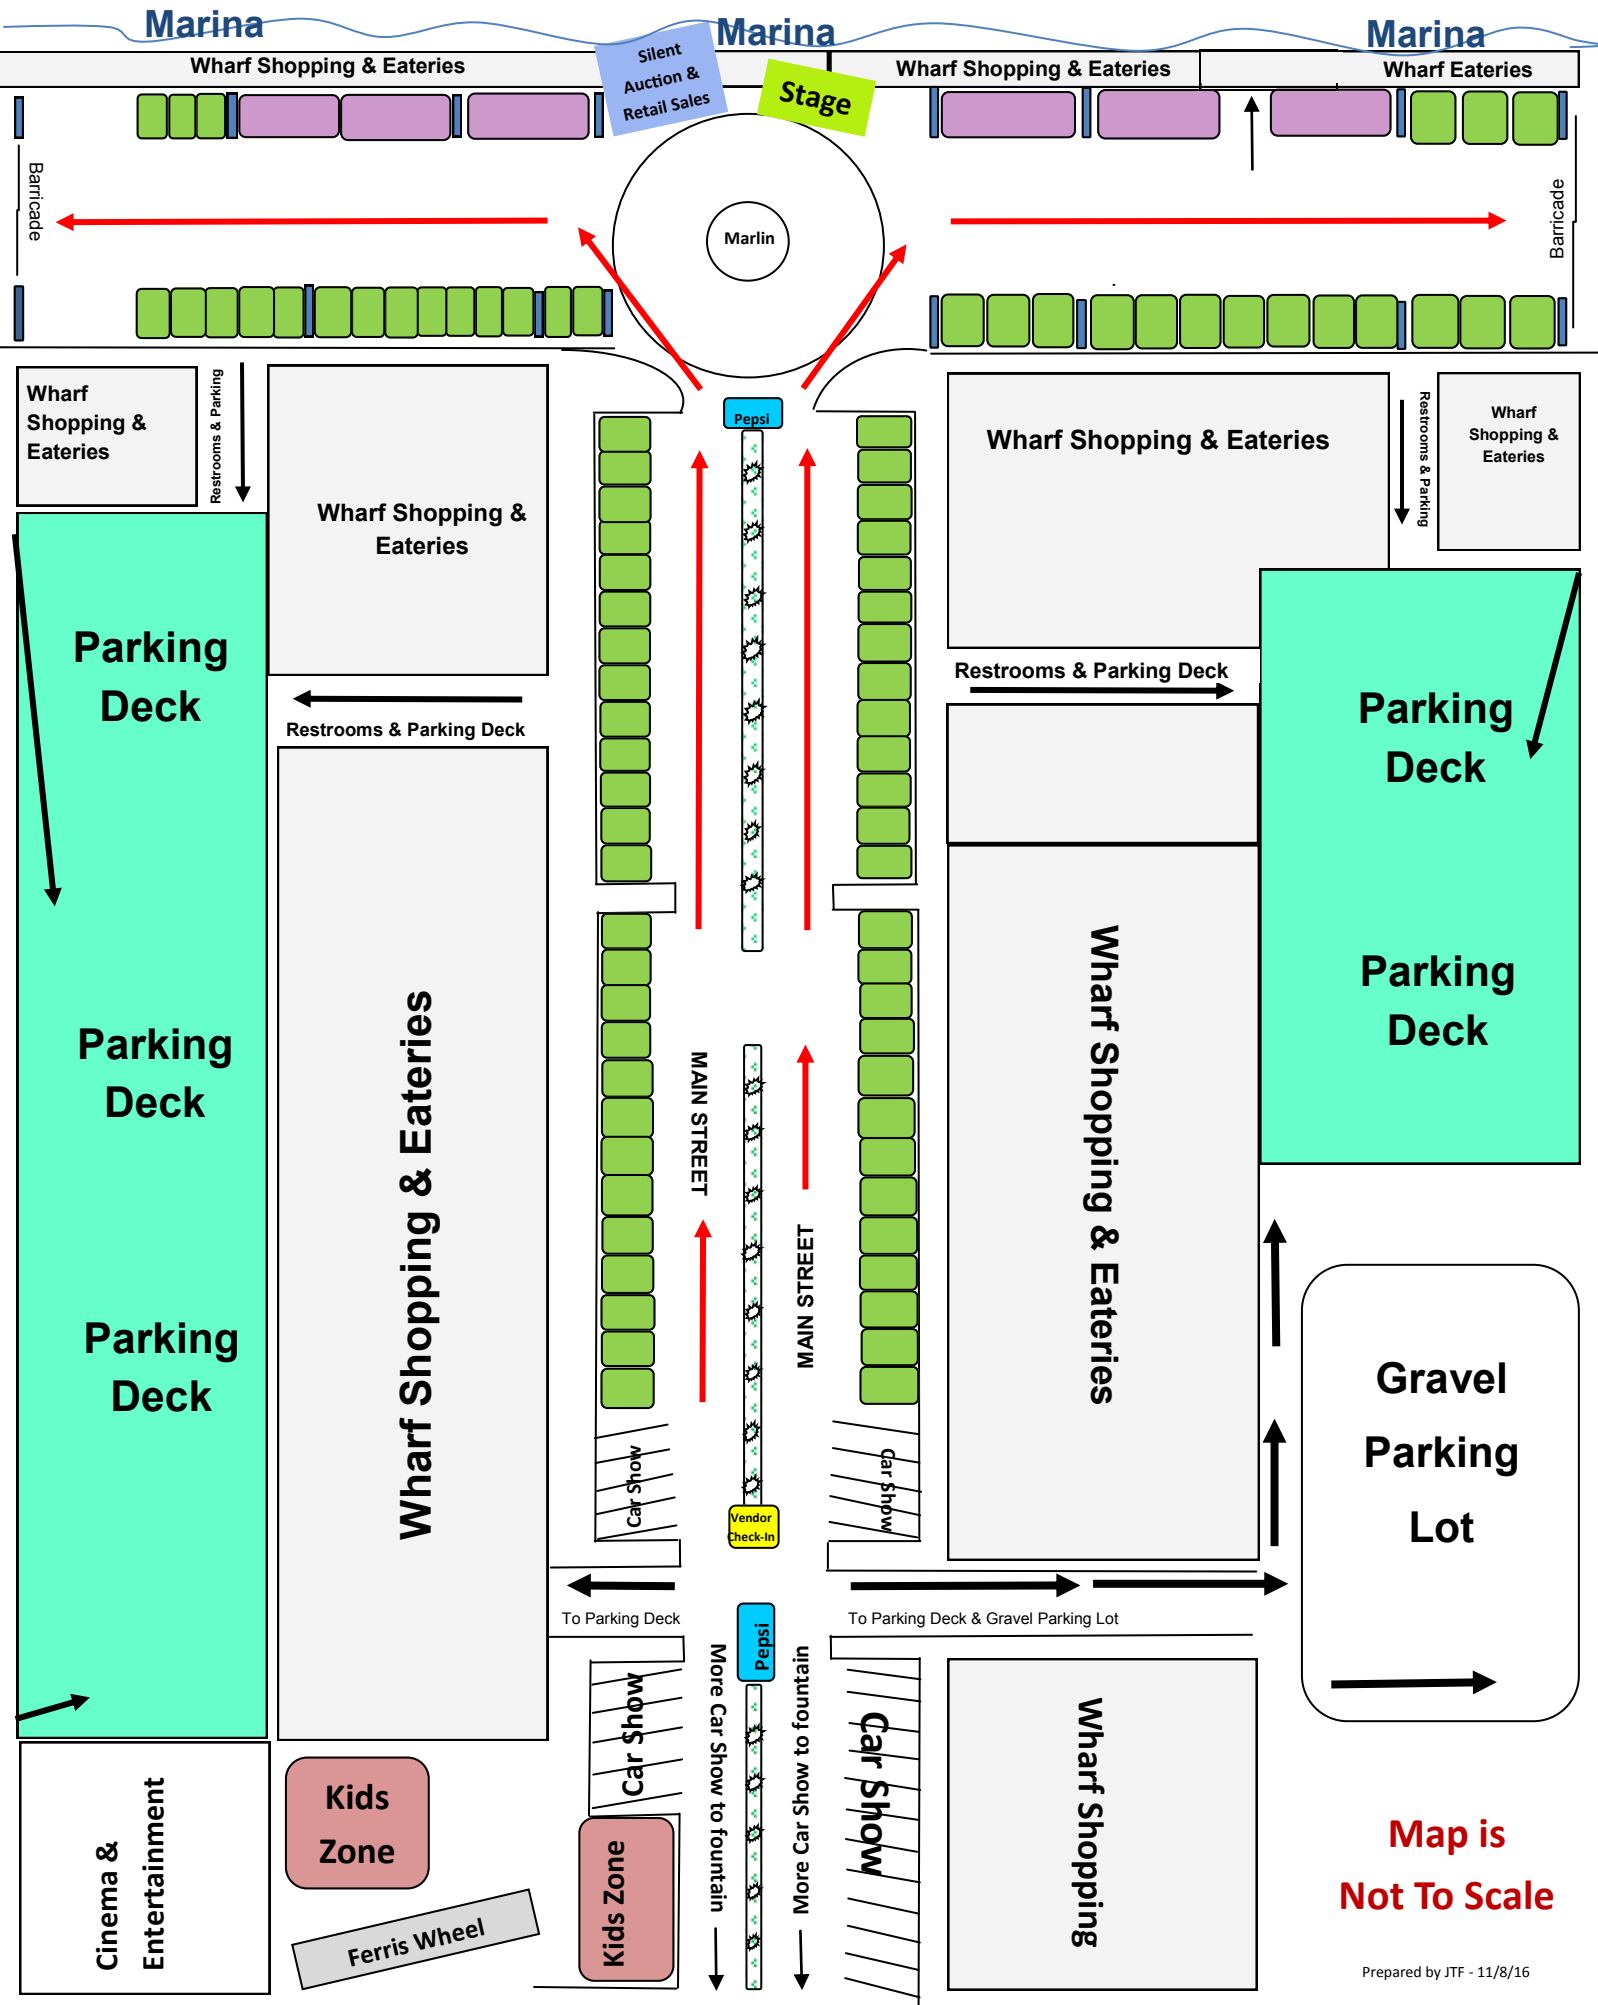 Marina
Marina
Marina
Wharf Shopping & Eateries
Silent
Auction &
Retail Sales
Stage
Wharf Shopping & Eateries
Wharf Eateries
Barricade
Marlin
Barricade
Wharf
Shopping &
Eateries
Restrooms & Parking
Wharf Shopping &
Eateries
Pepsi
Wharf Shopping & Eateries
Restrooms & Parking
Wharf
Shopping &
Eateries
Parking
Deck
Restrooms & Parking Deck
Restrooms & Parking Deck
Parking
Deck
Parking
Deck
Parking
Deck
Parking
Deck
Wharf Shopping & Eateries
MAIN STREET
MAIN STREET
Wharf Shopping & Eateries
Gravel
Parking
Lot
Car Show
Car Show
Vendor
Check-In
To Parking Deck
To Parking Deck & Gravel Parking Lot
Pepsi
More Car Show to fountain
More Car Show to fountain
Car Show
Car Show
Wharf Shopping
Cinema &
Entertainment
Kids
Zone
Kids Zone
Ferris Wheel
Map is
Not To Scale
Prepared by JTF - 11/8/16